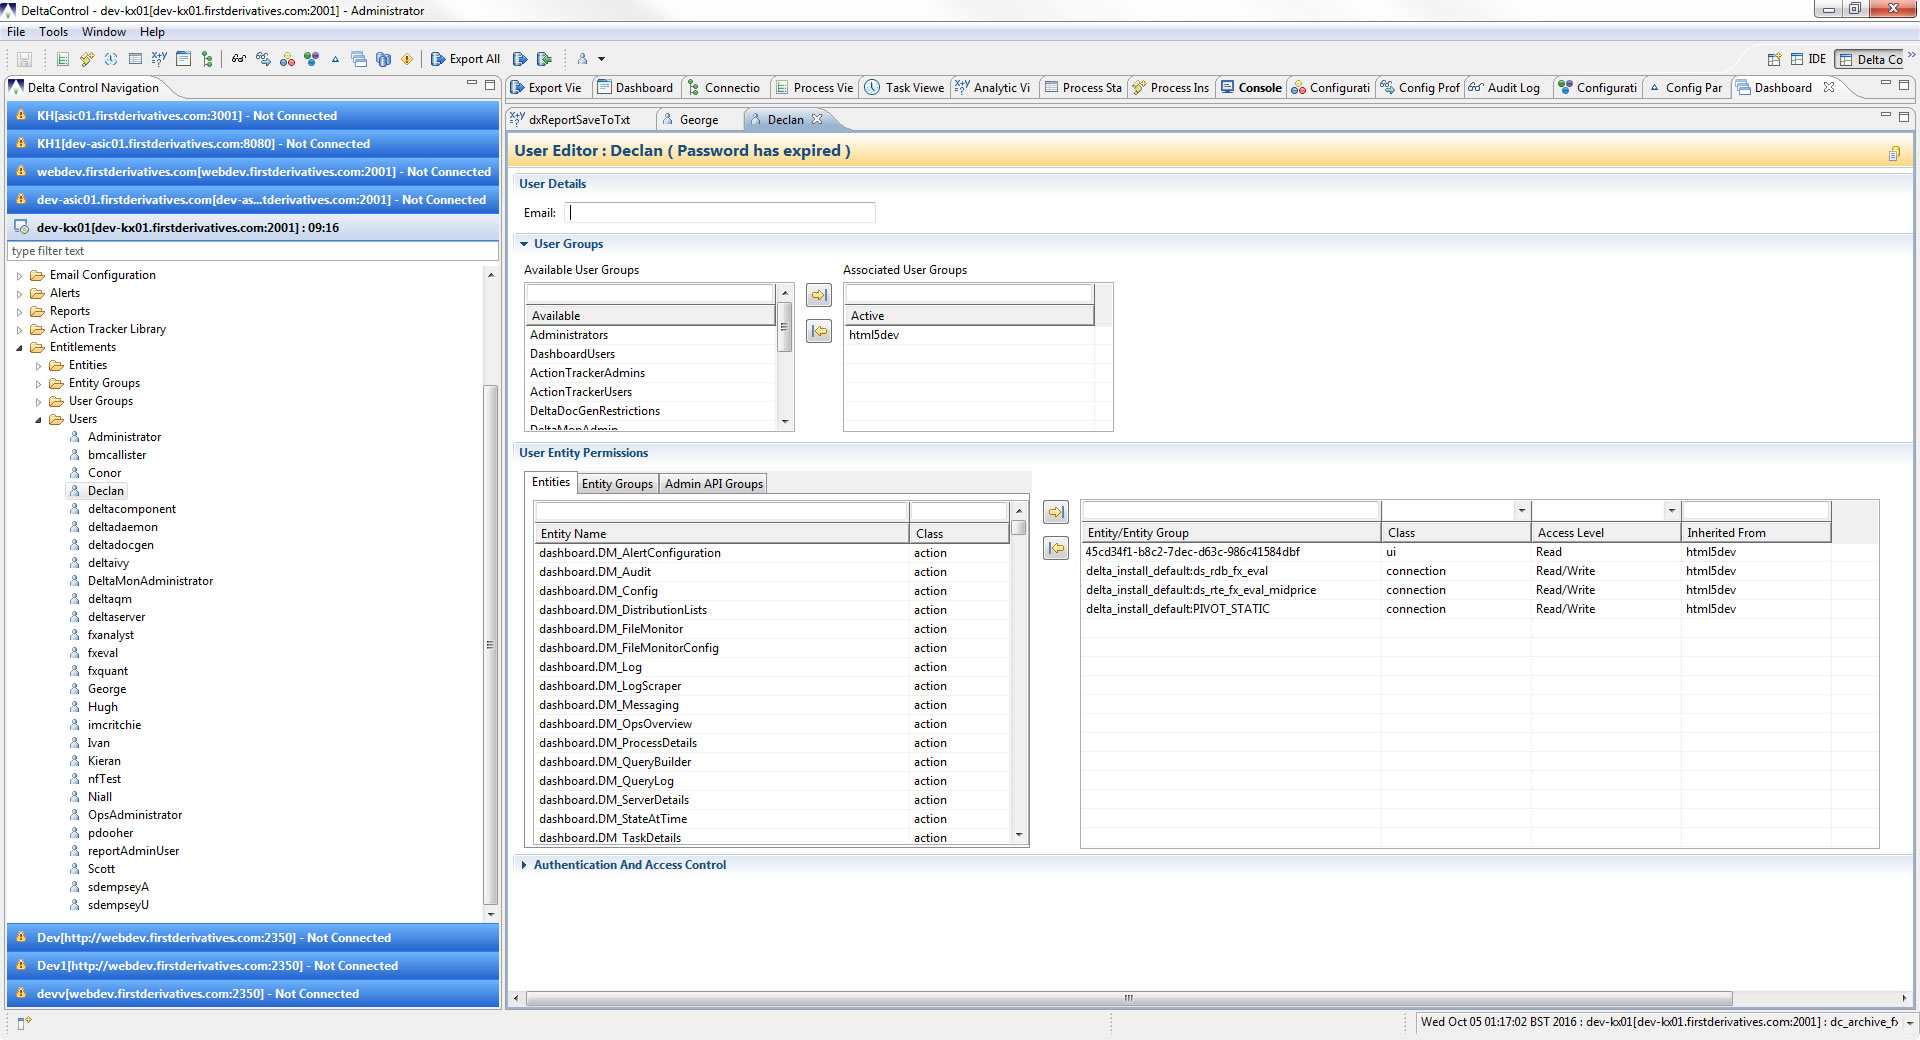 DeltaControl - dev-kx01[dev-kx01.firstderivatives.com:2001] - Administrator
File Tools Window Help
Export All
IDE
Delta Co
Delta Control Navigation
Export Vie
Dashboard
Connectio
Process Vie
Task Viewe
Analytic Vi
Process Sta
Process Ins
Console
Configurati
Config Prof
Audit Log
Configurati
Config Par
Dashboard
KH[asic01.firstderivatives.com:3001] - Not Connected
KH1[dev-asic01.firstderivatives.com:8080] - Not Connected
webdev.firstderivatives.com[webdev.firstderivatives.com:2001] - Not Connected
dev-asic01.firstderivatives.com[dev-as...tderivatives.com:2001] - Not Connected
dev-kx01[dev-kx01.firstderivatives.com:2001] : 09:16
type filter text
Email Configuration
Alerts
Reports
Action Tracker Library
Entitlements
Entities
Entity Groups
User Groups
Users
Administrator
bmcallister
Conor
Declan
deltacomponent
deltadaemon
deltadocgen
deltaivy
DeltaMonAdministrator
deltaqm
deltaserver
fxanalyst
fxeval
fxquant
George
Hugh
imcritchie
Ivan
Kieran
nfTest
Niall
OpsAdministrator
pdooher
reportAdminUser
Scott
sdempseyA
sdempseyU
Dev[http://webdev.firstderivatives.com:2350] - Not Connected
Dev1[http://webdev.firstderivatives.com:2350] - Not Connected
devv[webdev.firstderivatives.com:2350] - Not Connected
dxReportSaveToTxt
George
Declan
User Editor : Declan ( Password has expired )
User Details
Email:
User Groups
Available User Groups
Associated User Groups
Available
Administrators
DashboardUsers
ActionTrackerAdmins
ActionTrackerUsers
DeltaDocGenRestrictions
DeltaMonAdmin
Active
html5dev
User Entity Permissions
Entities
Entity Groups
Admin API Groups
Entity Name Class
dashboard.DM_AlertConfiguration action
dashboard.DM_Audit action
dashboard.DM_Config action
dashboard.DM_DistributionLists action
dashboard.DM_FileMonitor action
dashboard.DM_FileMonitorConfig action
dashboard.DM_Log action
dashboard.DM_LogScraper action
dashboard.DM_Messaging action
dashboard.DM_OpsOverview action
dashboard.DM_ProcessDetails action
dashboard.DM_QueryBuilder action
dashboard.DM_QueryLog action
dashboard.DM_ServerDetails action
dashboard.DM_StateAtTime action
dashboard.DM_TaskDetails action
Entity/Entity Group Class Access Level Inherited From
45cd34f1-b8c2-7dec-d63c-986c41584dbf ui Read html5dev
delta_install_default:ds_rdb_fx_eval connection Read/Write html5dev
delta_install_default:ds_rte_fx_eval_midprice connection Read/Write html5dev
delta_install_default:PIVOT_STATIC connection Read/Write html5dev
Authentication And Access Control
Wed Oct 05 01:17:02 BST 2016 : dev-kx01[dev-kx01.firstderivatives.com:2001] : dc_archive_fx